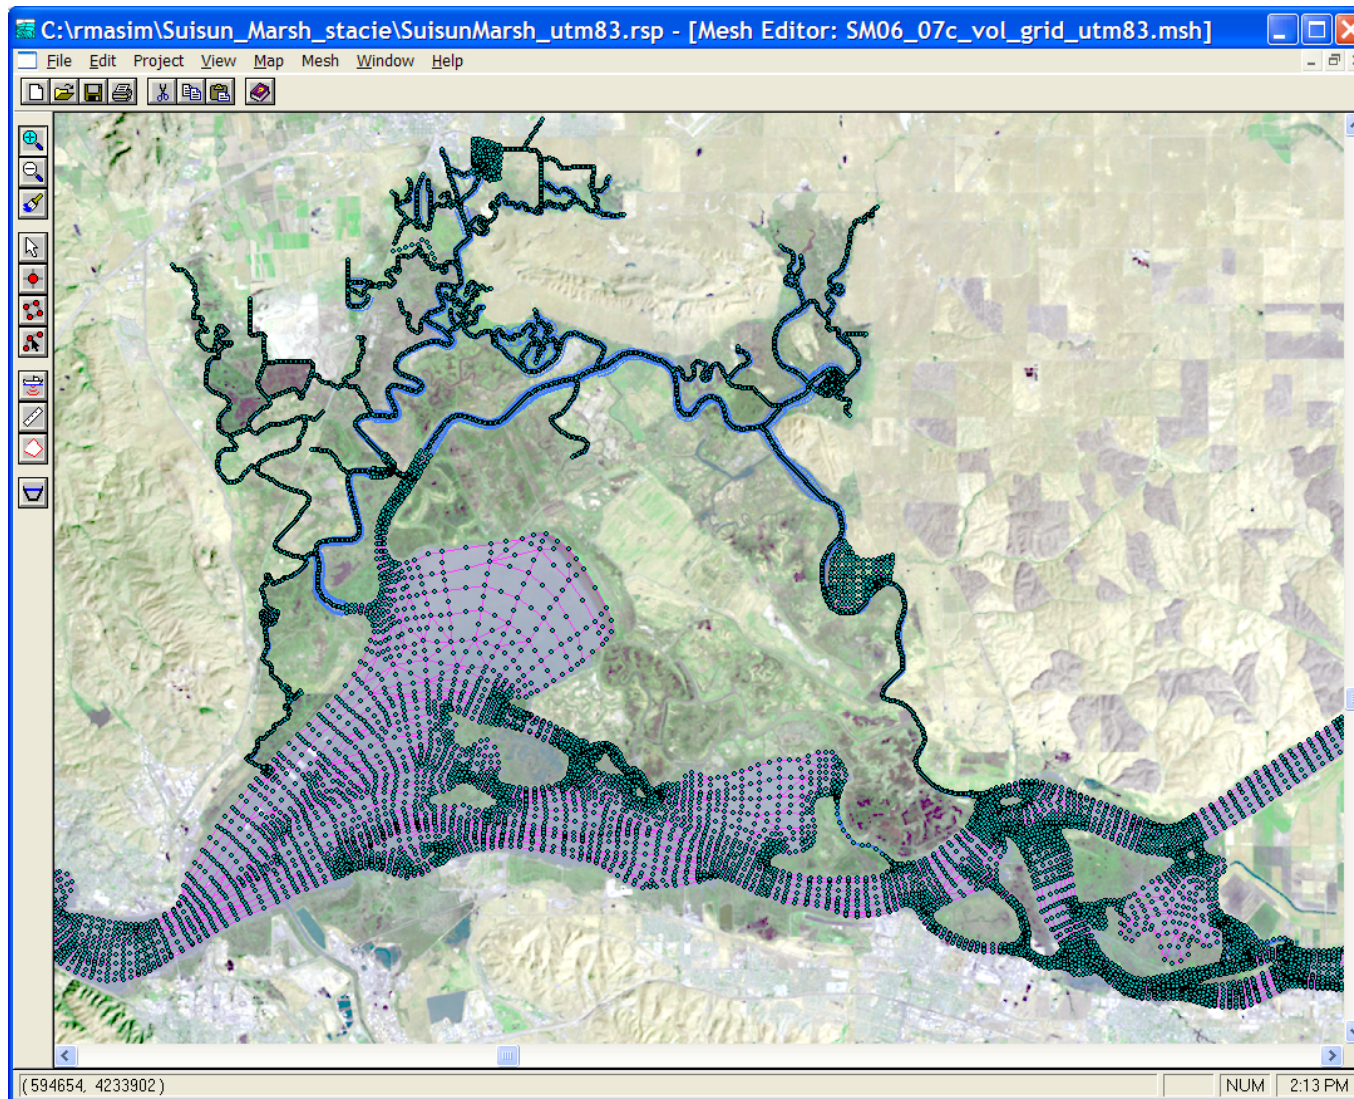 C:\rmasim\Suisun_Marsh_stacie\SuisunMarsh_utm83.rsp - [Mesh Editor: SM06_07c_vol_grid_utm83.msh]
File Edit Project View Map Mesh Window Help
(594654, 4233902) NUM 2:13 PM